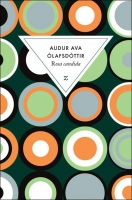 AUDUR AVA
ÓLAFSDÓTTIR
Rosa candida
Z